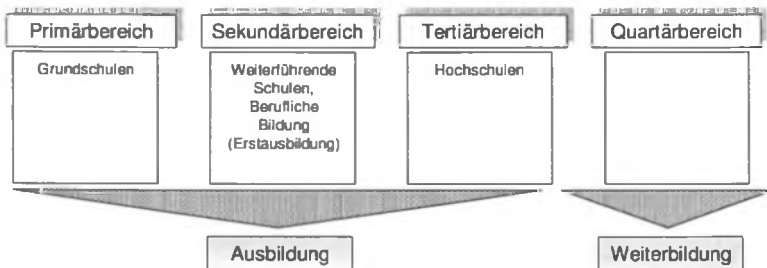 Primärbereich
Sekundärbereich
Tertiärbereich
Quartärbereich
Grundschulen
Weiterführende
Schulen,
Berufliche
Bildung
(Erstausbildung)
Hochschulen
Ausbildung
Weiterbildung